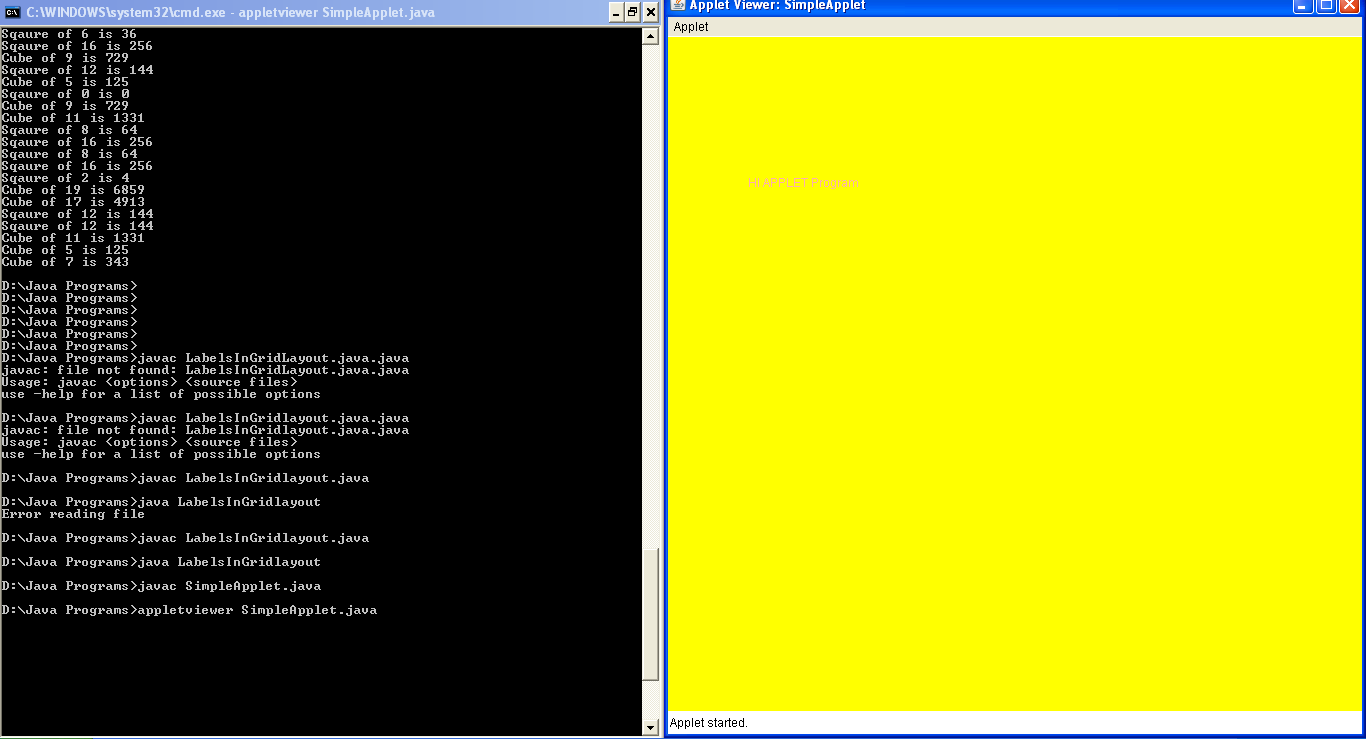 C:\WINDOWS\system32\cmd.exe - appletviewer SimpleApplet.java
Sqaure of 6 is 36
Sqaure of 16 is 256
Cube of 9 is 729
Sqaure of 12 is 144
Cube of 5 is 125
Sqaure of 0 is 0
Cube of 9 is 729
Cube of 11 is 1331
Sqaure of 8 is 64
Sqaure of 16 is 256
Sqaure of 8 is 64
Sqaure of 16 is 256
Sqaure of 2 is 4
Cube of 19 is 6859
Cube of 17 is 4913
Sqaure of 12 is 144
Sqaure of 12 is 144
Cube of 11 is 1331
Cube of 5 is 125
Cube of 7 is 343
D:\Java Programs>
D:\Java Programs>
D:\Java Programs>
D:\Java Programs>
D:\Java Programs>
D:\Java Programs>
D:\Java Programs>javac LabelsInGridLayout.java.java
javac: file not found: LabelsInGridLayout.java.java
Usage: javac <options> <source files>
use -help for a list of possible options
D:\Java Programs>javac LabelsInGridlayout.java.java
javac: file not found: LabelsInGridlayout.java.java
Usage: javac <options> <source files>
use -help for a list of possible options
D:\Java Programs>javac LabelsInGridlayout.java
D:\Java Programs>java LabelsInGridlayout
Error reading file
D:\Java Programs>javac LabelsInGridlayout.java
D:\Java Programs>java LabelsInGridlayout
D:\Java Programs>javac SimpleApplet.java
D:\Java Programs>appletviewer SimpleApplet.java
Applet Viewer: SimpleApplet
Applet
HI APPLET Program
Applet started.